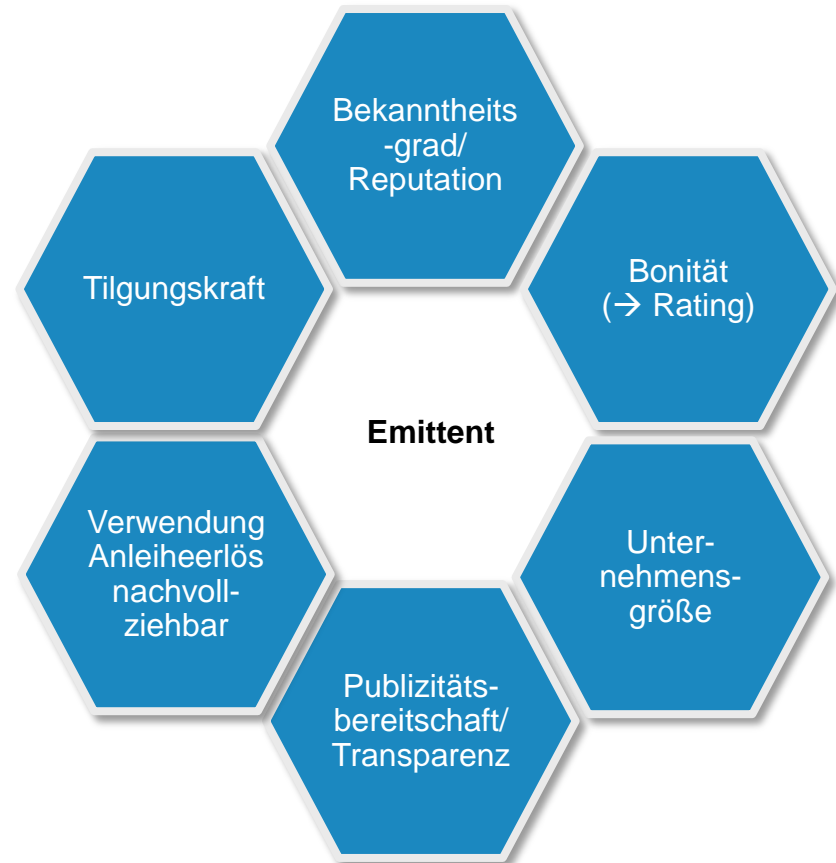 Bekanntheits
-grad/
Reputation
Tilgungskraft
Bonität
(→ Rating)
Emittent
Verwendung
Anleiheerlös
nachvoll-
ziehbar
Unter-
nehmens-
größe
Publizitäts-
bereitschaft/
Transparenz